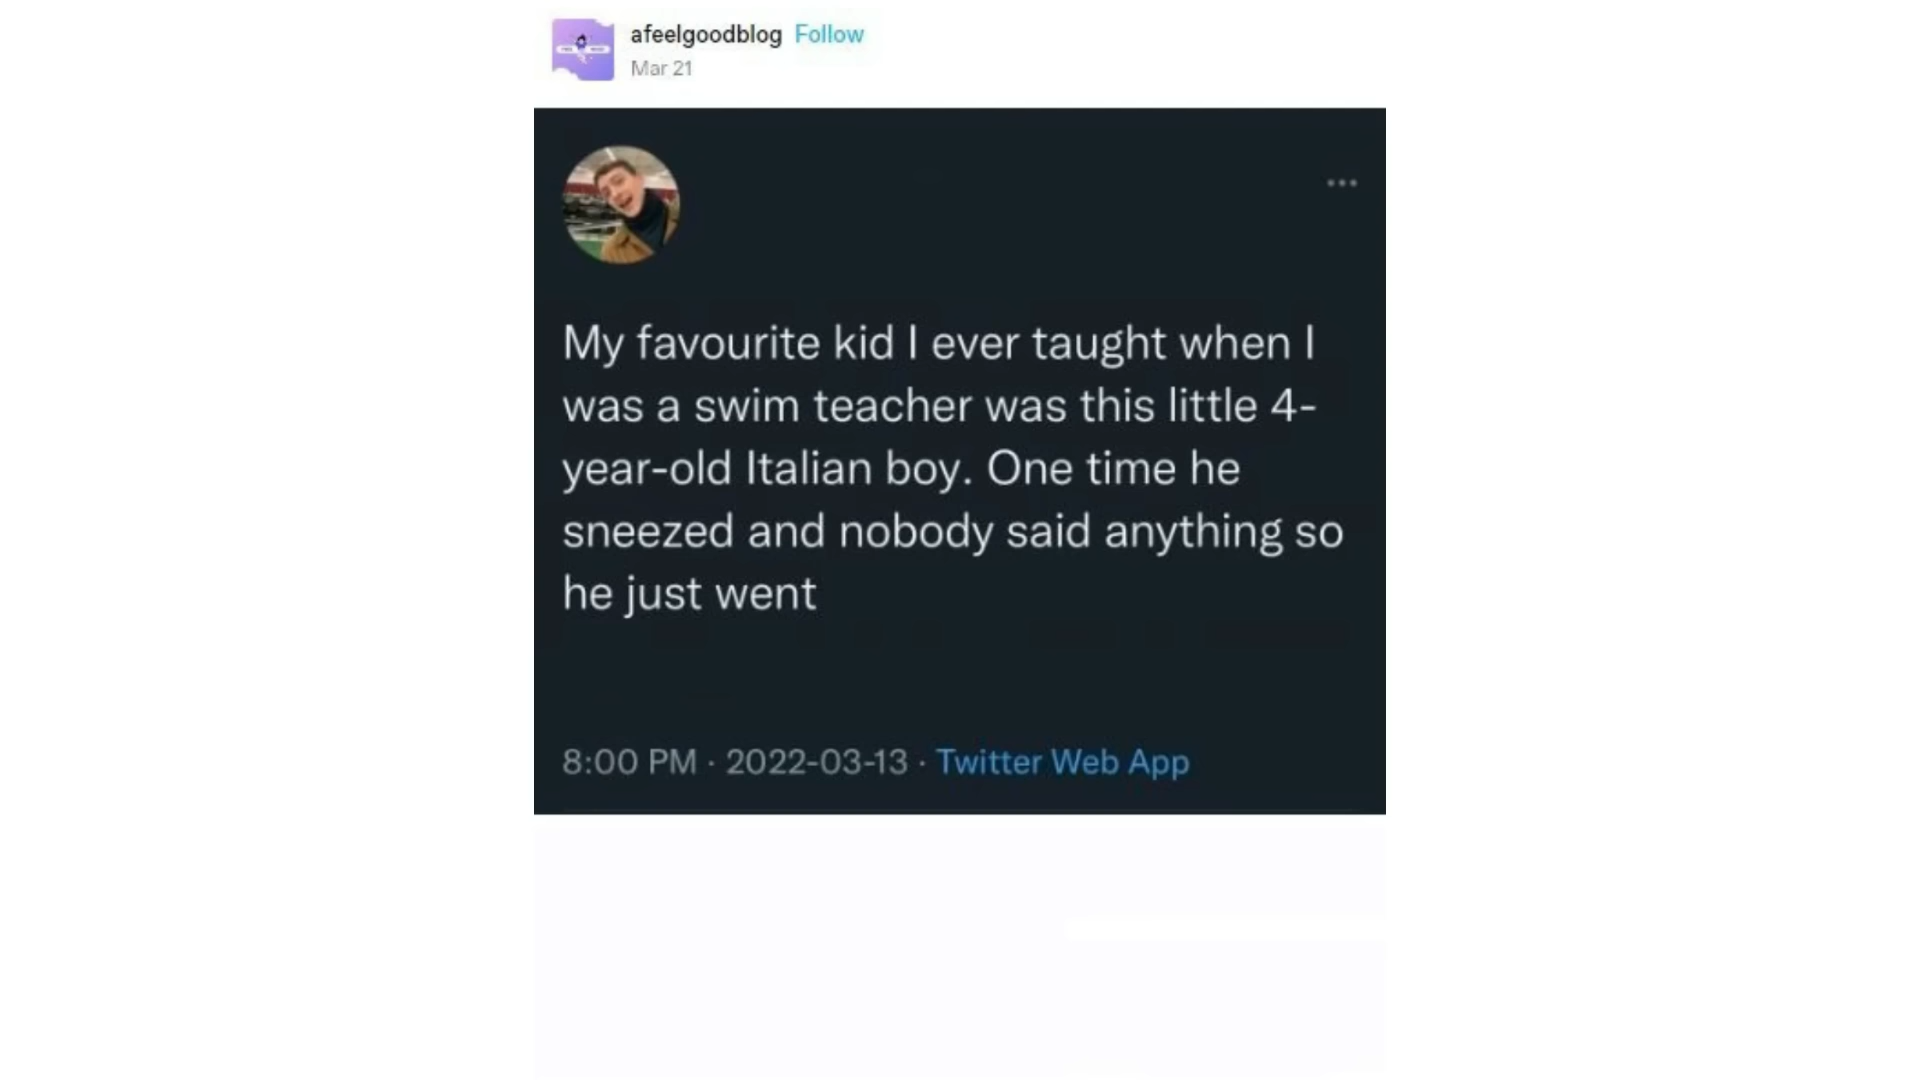 afeelgoodblog Follow
Mar 21
My favourite kid I ever taught when I
was a swim teacher was this little 4-
year-old Italian boy. One time he
sneezed and nobody said anything so
he just went
8:00 PM · 2022-03-13 · Twitter Web App